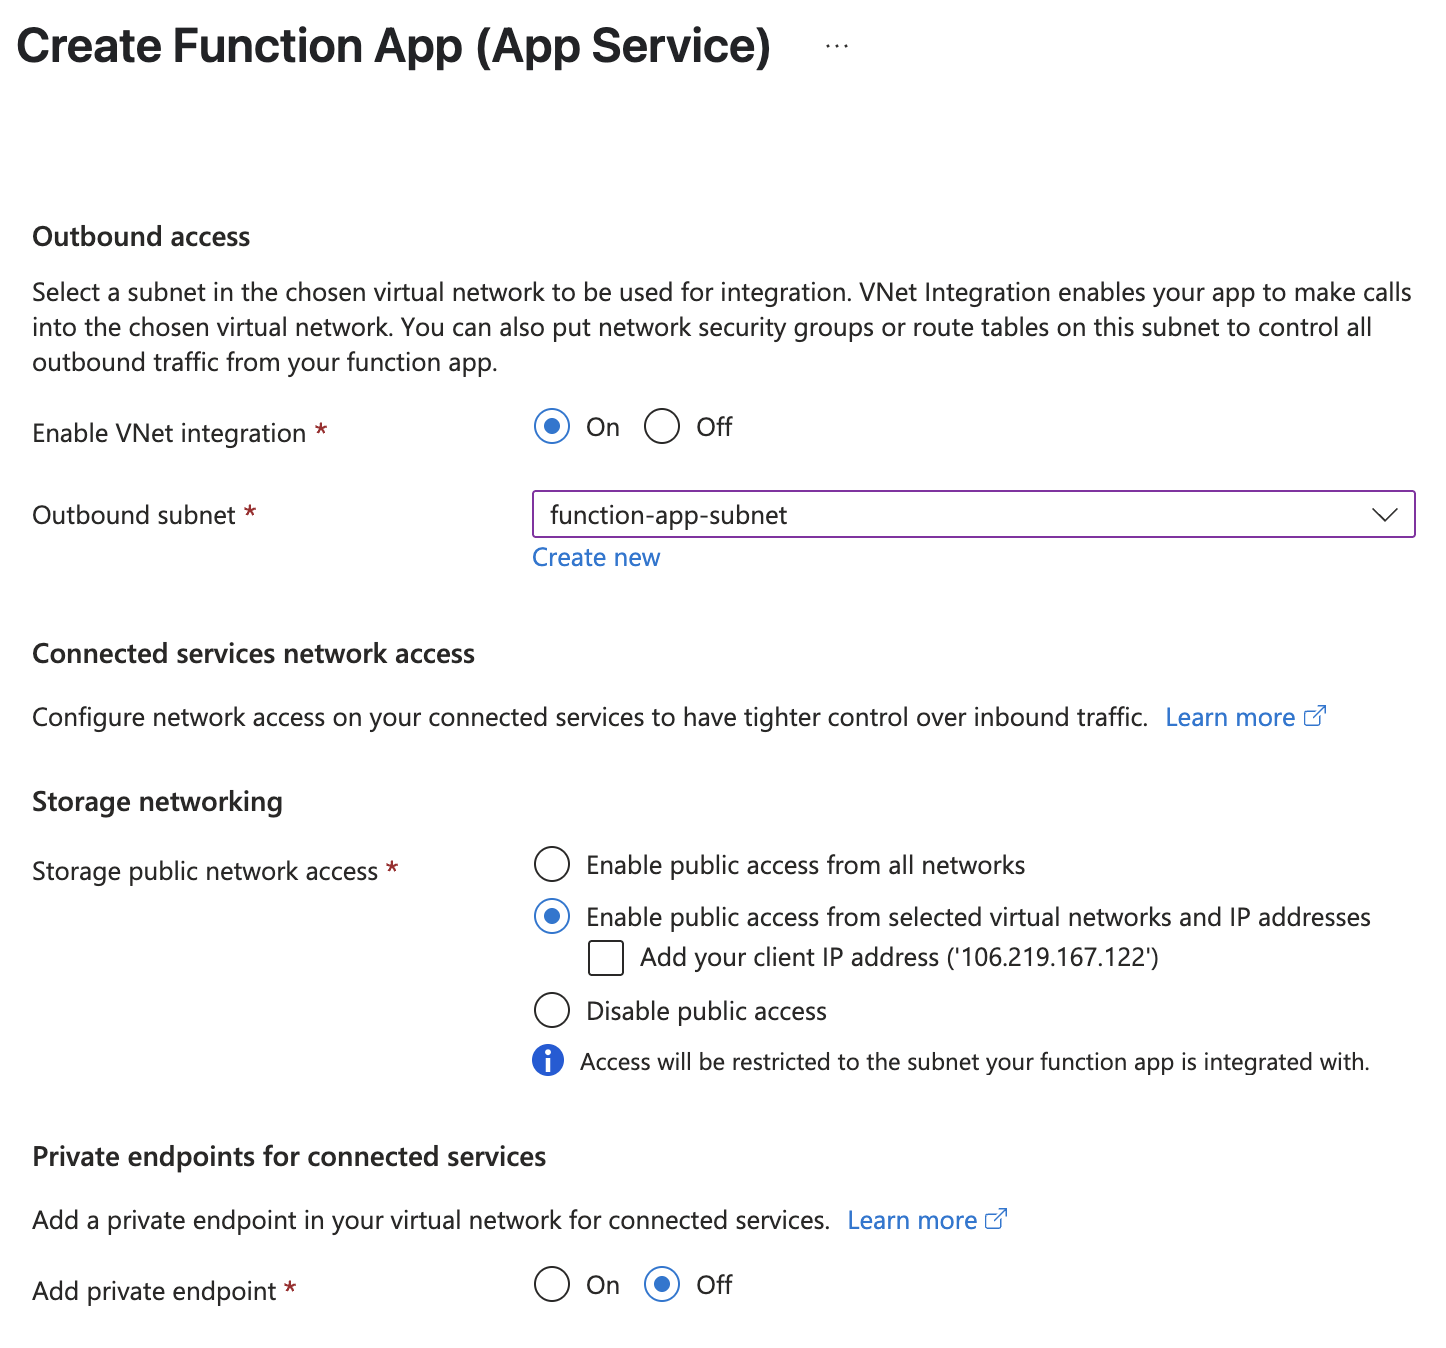 Create Function App (App Service) ...
Outbound access
Select a subnet in the chosen virtual network to be used for integration. VNet Integration enables your app to make calls
into the chosen virtual network. You can also put network security groups or route tables on this subnet to control all
outbound traffic from your function app.
Enable VNet integration * On Off
Outbound subnet * function-app-subnet
Create new
Connected services network access
Configure network access on your connected services to have tighter control over inbound traffic. Learn more
Storage networking
Storage public network access * Enable public access from all networks
Enable public access from selected virtual networks and IP addresses
Add your client IP address ('106.219.167.122')
Disable public access
Access will be restricted to the subnet your function app is integrated with.
Private endpoints for connected services
Add a private endpoint in your virtual network for connected services. Learn more
Add private endpoint * On Off